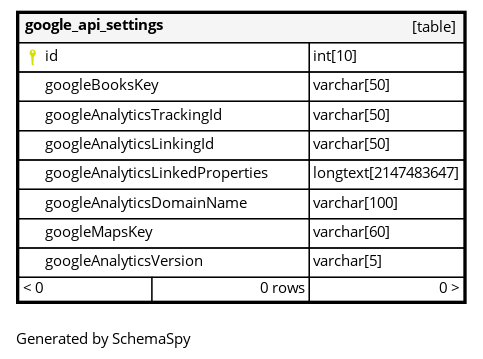 google_api_settings [table]
id int[10]
googleBooksKey varchar[50]
googleAnalyticsTrackingId varchar[50]
googleAnalyticsLinkingId varchar[50]
googleAnalyticsLinkedProperties longtext[2147483647]
googleAnalyticsDomainName varchar[100]
googleMapsKey varchar[60]
googleAnalyticsVersion varchar[5]
< 0 0 rows 0 >
Generated by SchemaSpy